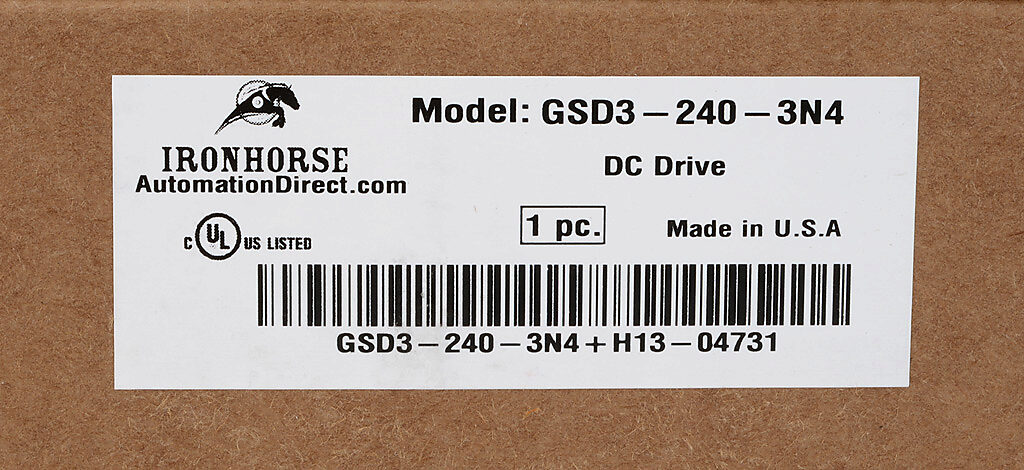 Model: GSD3-240-3N4
IRONHORSE
AutomationDirect.com
DC Drive
C UL US LISTED
1 pc.
Made in U.S.A
GSD3-240-3N4+H13-04731